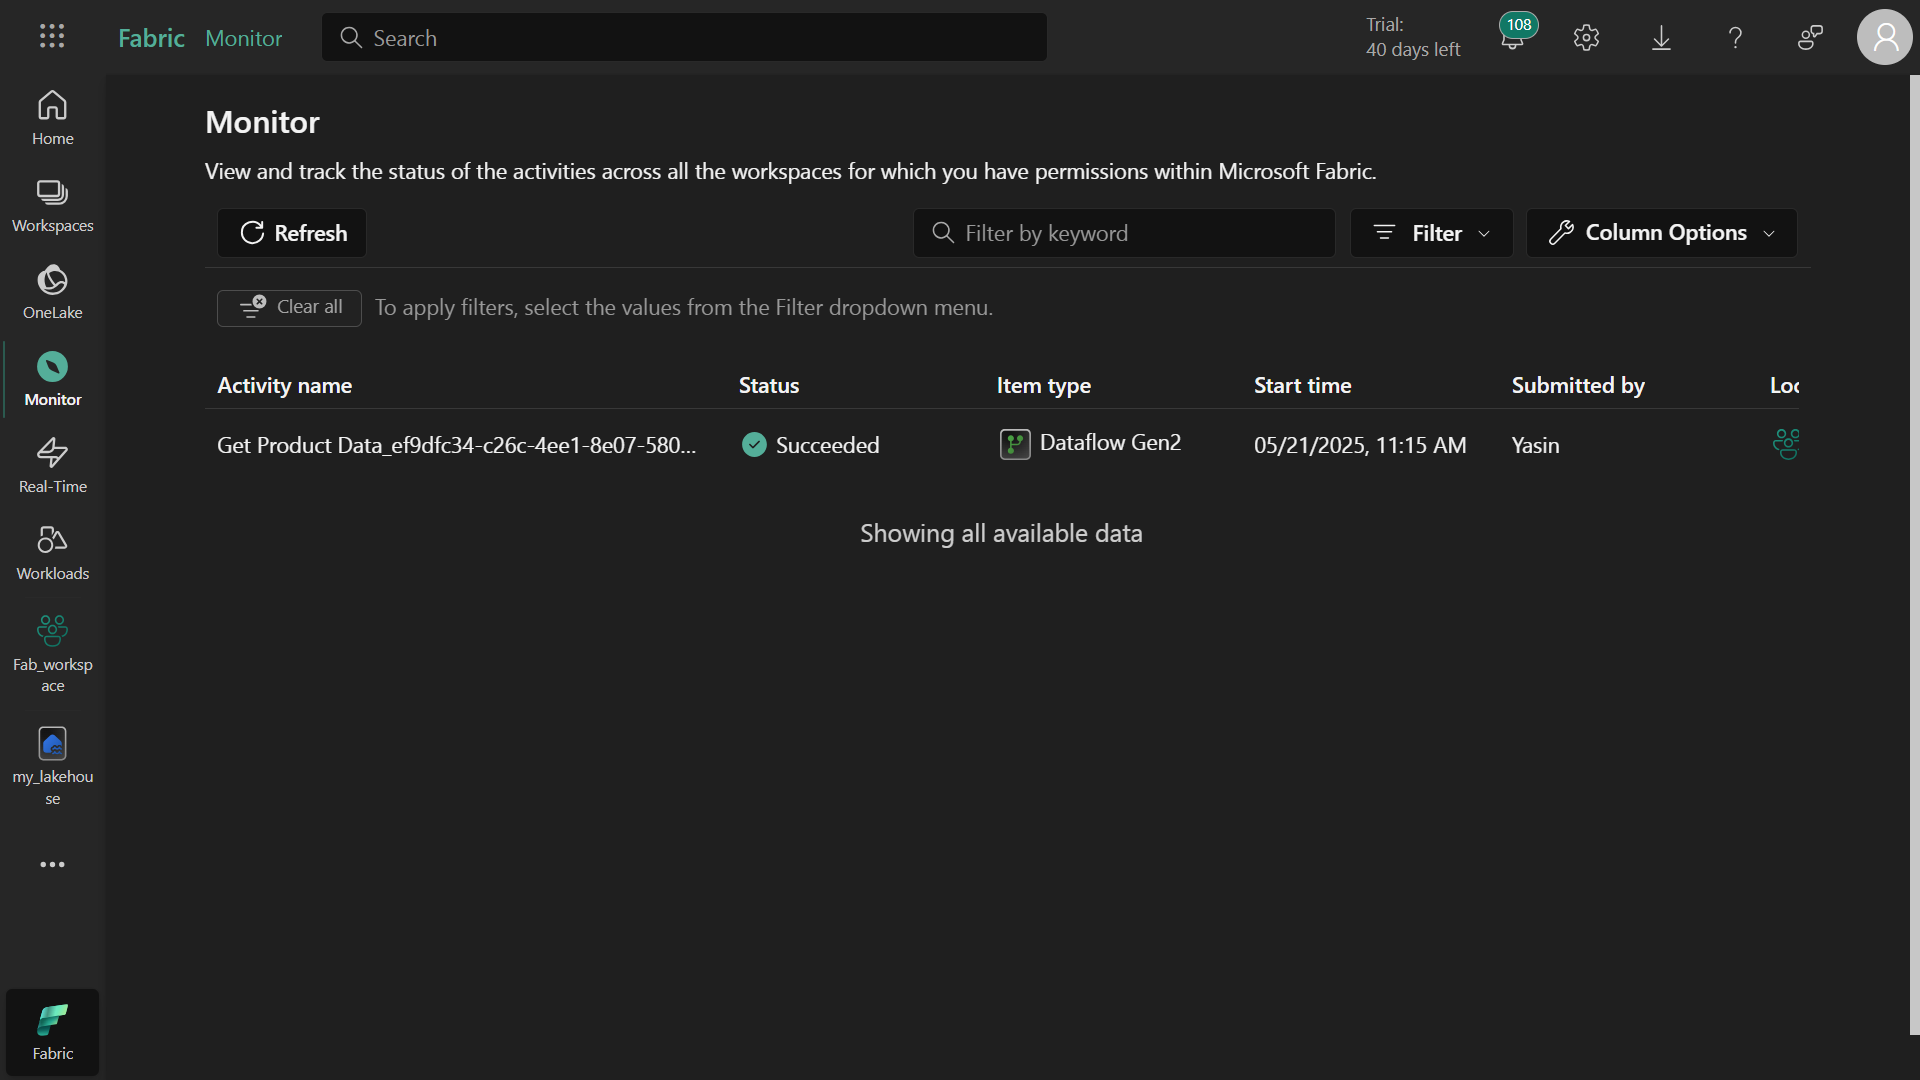 Fabric Monitor
Search
Trial:
40 days left
108
Home
Workspaces
OneLake
Monitor
Real-Time
Workloads
Fab_worksp
ace
my_lakehou
se
Fabric
Monitor
View and track the status of the activities across all the workspaces for which you have permissions within Microsoft Fabric.
Refresh
Filter by keyword
Filter
Column Options
Clear all
To apply filters, select the values from the Filter dropdown menu.
Activity name Status Item type Start time Submitted by Loc
Get Product Data_ef9dfc34-c26c-4ee1-8e07-580... Succeeded Dataflow Gen2 05/21/2025, 11:15 AM Yasin
Showing all available data